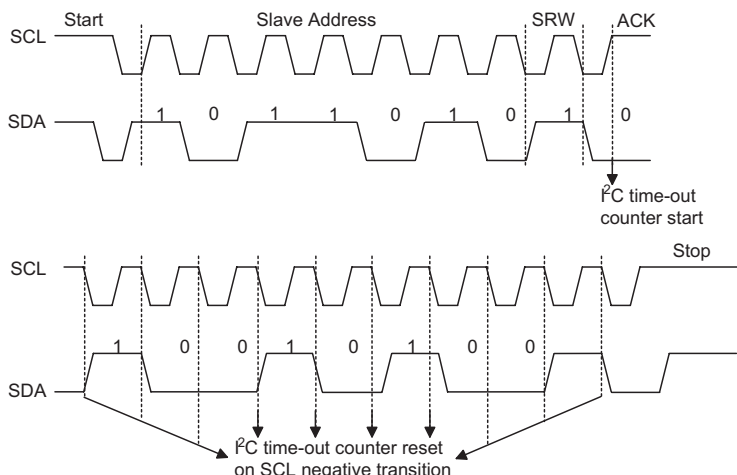 Start Slave Address SRW ACK
SCL
SDA 1 0 1 1 0 1 0 1 0
I²C time-out
counter start
Stop
SCL
1 0 0 1 0 1 0 0
SDA
I²C time-out counter reset
on SCL negative transition